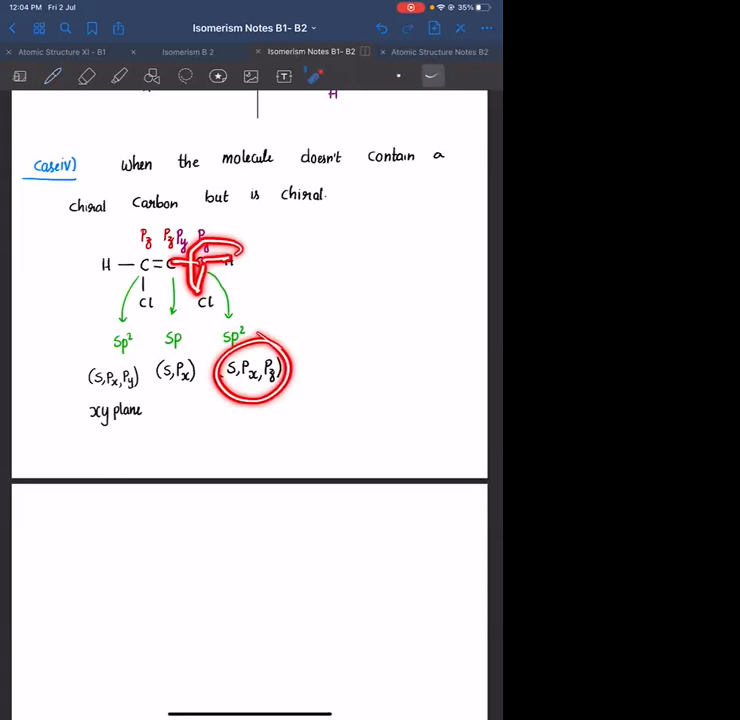 12:04 PM Fri 2 Jul
35%
Isomerism Notes B1- B2
Atomic Structure XI - B1
Isomerism B 2
Isomerism Notes B1- B2
Atomic Structure Notes B2
H
Case iv) When the molecule doesn't contain a
chiral carbon but is chiral.
Pz Pz Py Py
H — C = C
Cl Cl
Sp² Sp Sp²
(S,Px,Py) (S,Px) (S,Px,Pz)
xy plane